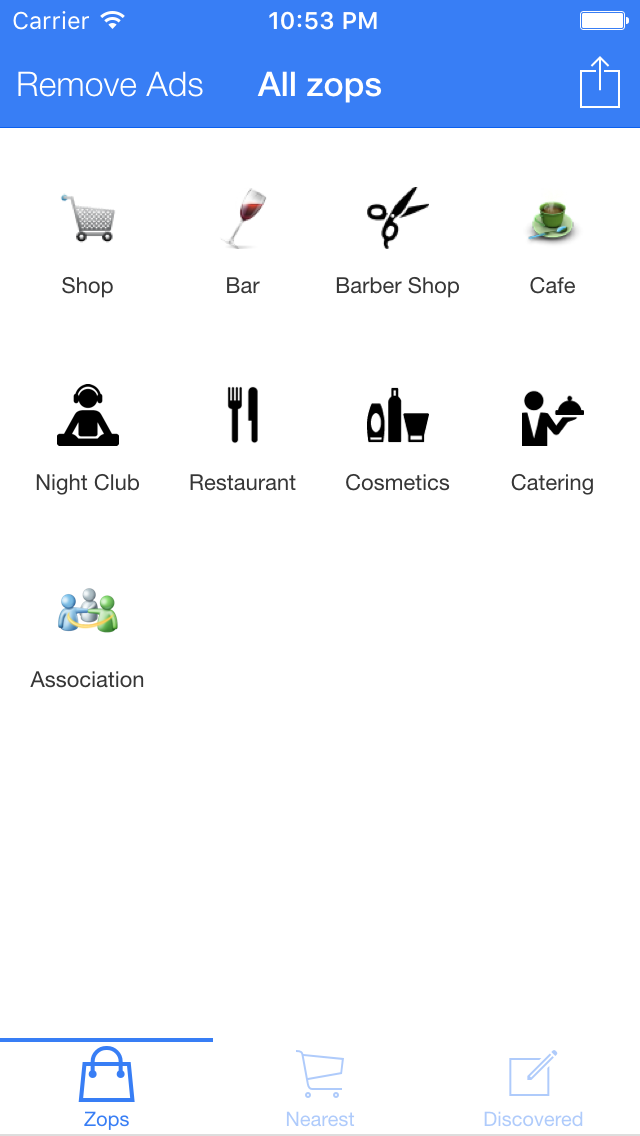 Carrier 10:53 PM
Remove Ads All zops
Shop Bar Barber Shop Cafe
Night Club Restaurant Cosmetics Catering
Association
Zops Nearest Discovered